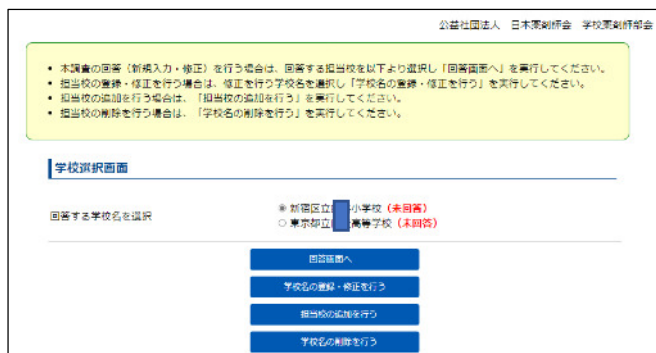 公益社団法人 日本薬剤師会 学校薬剤師部会
• 本調査の回答（新規入力・修正）を行う場合は、回答する担当校を以下より選択し「回答画面へ」を実行してください。
• 担当校の登録・修正を行う場合は、修正を行う学校名を選択し「学校名の登録・修正を行う」を実行してください。
• 担当校の追加を行う場合は、「担当校の追加を行う」を実行してください。
• 担当校の削除を行う場合は、「学校名の削除を行う」を実行してください。
学校選択画面
回答する学校名を選択
新宿区立 小学校（未回答）
東京都立 高等学校（未回答）
回答画面へ
学校名の登録・修正を行う
担当校の追加を行う
学校名の削除を行う